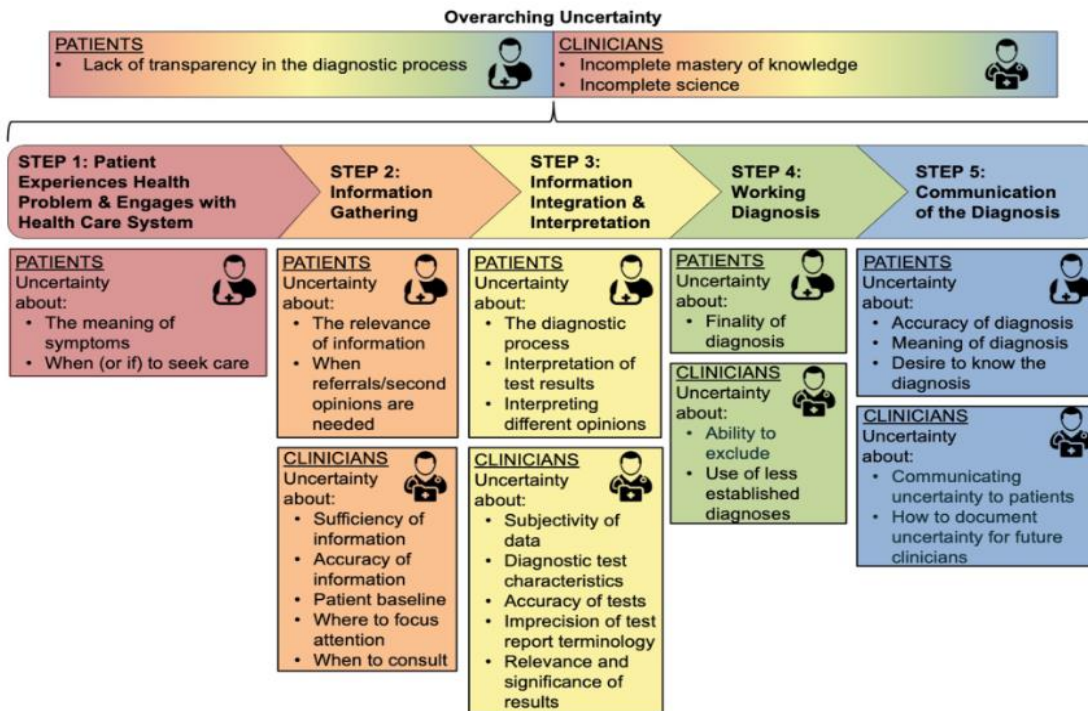 Overarching Uncertainty
PATIENTS
• Lack of transparency in the diagnostic process
CLINICIANS
• Incomplete mastery of knowledge
• Incomplete science
STEP 1: Patient
Experiences Health
Problem & Engages with
Health Care System
STEP 2:
Information
Gathering
STEP 3:
Information
Integration &
Interpretation
STEP 4:
Working
Diagnosis
STEP 5:
Communication
of the Diagnosis
PATIENTS
Uncertainty
about:
• The meaning of
symptoms
• When (or if) to seek care
PATIENTS
Uncertainty
about:
• The relevance
of information
• When
referrals/second
opinions are
needed
CLINICIANS
Uncertainty
about:
• Sufficiency of
information
• Accuracy of
information
• Patient baseline
• Where to focus
attention
• When to consult
PATIENTS
Uncertainty
about:
• The diagnostic
process
• Interpretation of
test results
• Interpreting
different opinions
CLINICIANS
Uncertainty
about:
• Subjectivity of
data
• Diagnostic test
characteristics
• Accuracy of tests
• Imprecision of test
report terminology
• Relevance and
significance of
results
PATIENTS
Uncertainty
about:
• Finality of
diagnosis
CLINICIANS
Uncertainty
about:
• Ability to
exclude
• Use of less
established
diagnoses
PATIENTS
Uncertainty
about:
• Accuracy of diagnosis
• Meaning of diagnosis
• Desire to know the
diagnosis
CLINICIANS
Uncertainty
about:
• Communicating
uncertainty to patients
• How to document
uncertainty for future
clinicians